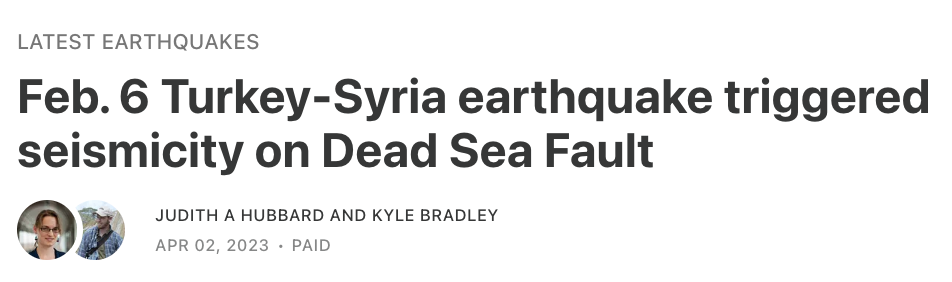 LATEST EARTHQUAKES
Feb. 6 Turkey-Syria earthquake triggered
seismicity on Dead Sea Fault
JUDITH A HUBBARD AND KYLE BRADLEY
APR 02, 2023 • PAID